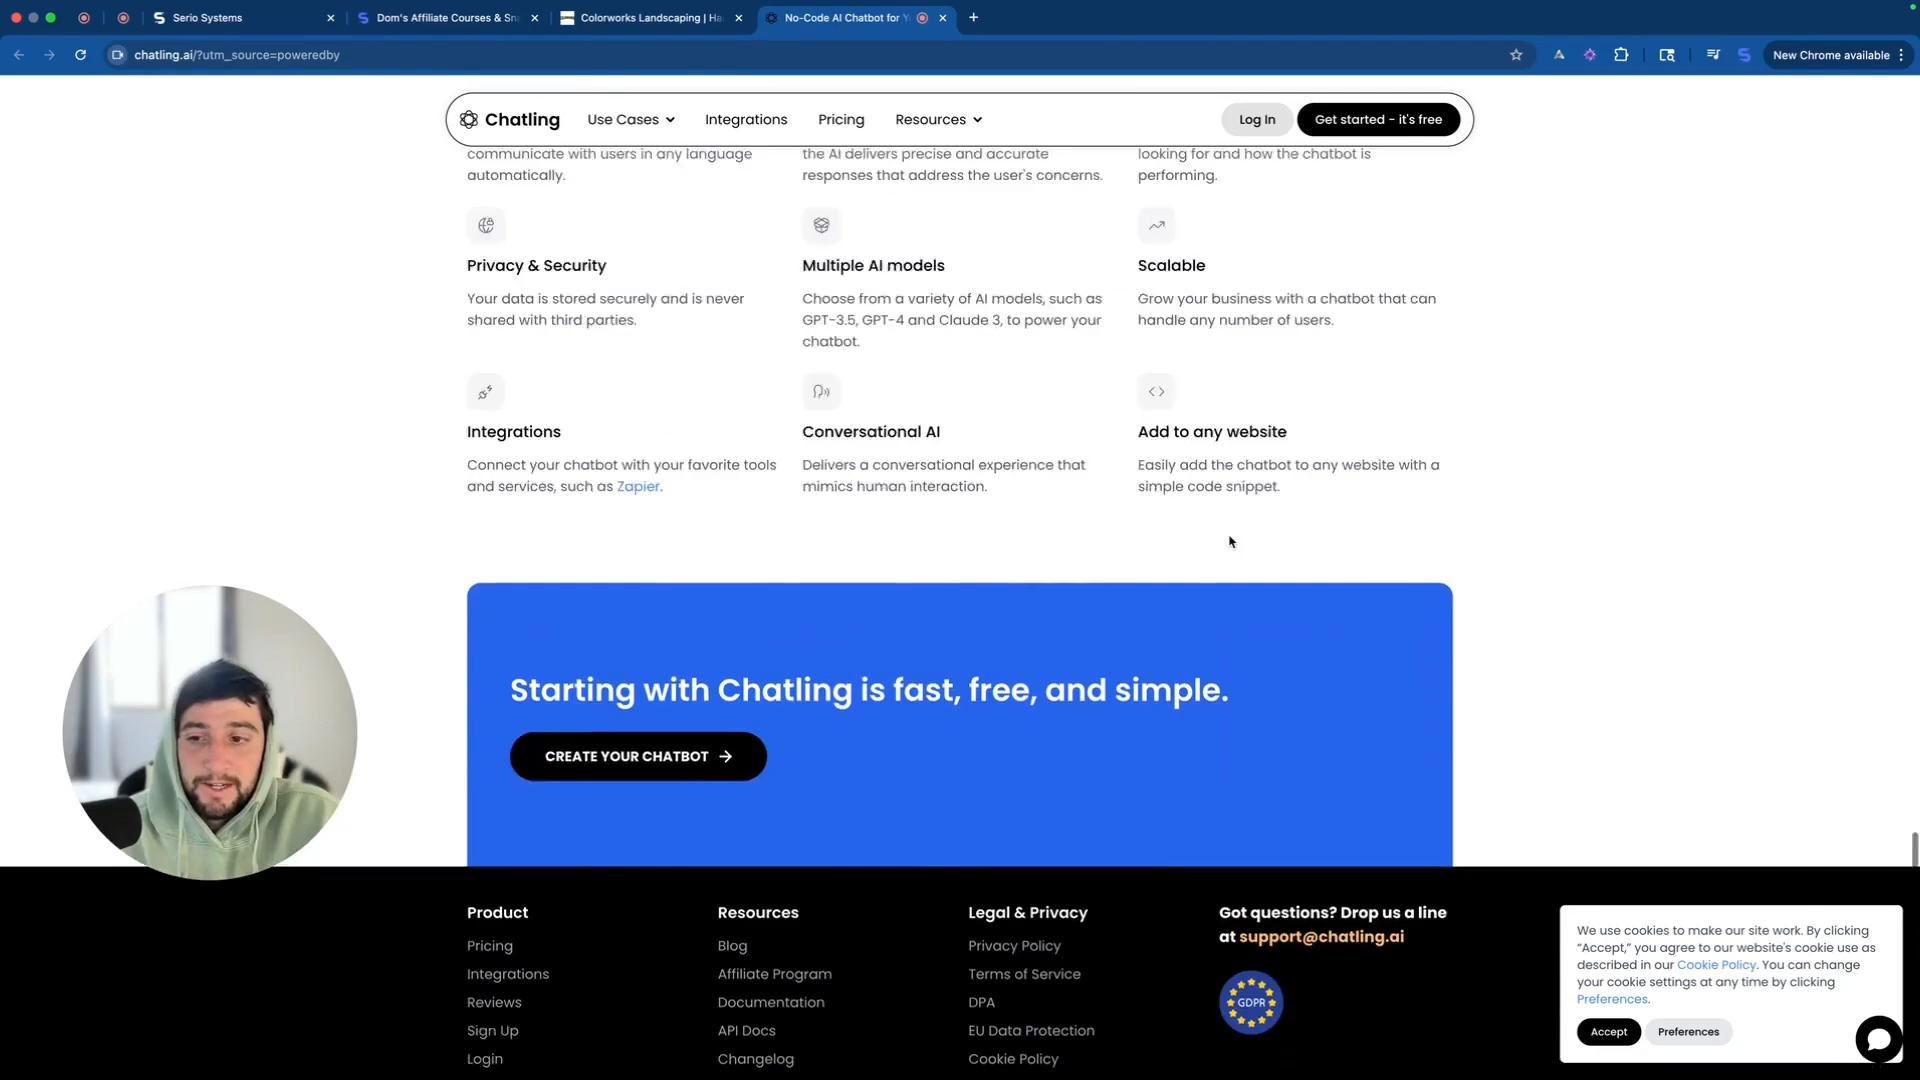 Serio Systems
Dom's Affiliate Courses & Sna
Colorworks Landscaping | Ha
No-Code AI Chatbot for Y
chatling.ai/?utm_source=poweredby
New Chrome available
Chatling
Use Cases
Integrations
Pricing
Resources
Log In
Get started - it's free
communicate with users in any language
automatically.
the AI delivers precise and accurate
responses that address the user's concerns.
looking for and how the chatbot is
performing.
Privacy & Security
Your data is stored securely and is never
shared with third parties.
Multiple AI models
Choose from a variety of AI models, such as
GPT-3.5, GPT-4 and Claude 3, to power your
chatbot.
Scalable
Grow your business with a chatbot that can
handle any number of users.
Integrations
Connect your chatbot with your favorite tools
and services, such as Zapier.
Conversational AI
Delivers a conversational experience that
mimics human interaction.
Add to any website
Easily add the chatbot to any website with a
simple code snippet.
Starting with Chatling is fast, free, and simple.
CREATE YOUR CHATBOT →
Product
Pricing
Integrations
Reviews
Sign Up
Login
Resources
Blog
Affiliate Program
Documentation
API Docs
Changelog
Legal & Privacy
Privacy Policy
Terms of Service
DPA
EU Data Protection
Cookie Policy
Got questions? Drop us a line
at support@chatling.ai
GDPR
We use cookies to make our site work. By clicking
“Accept,” you agree to our website's cookie use as
described in our Cookie Policy. You can change
your cookie settings at any time by clicking
Preferences.
Accept
Preferences